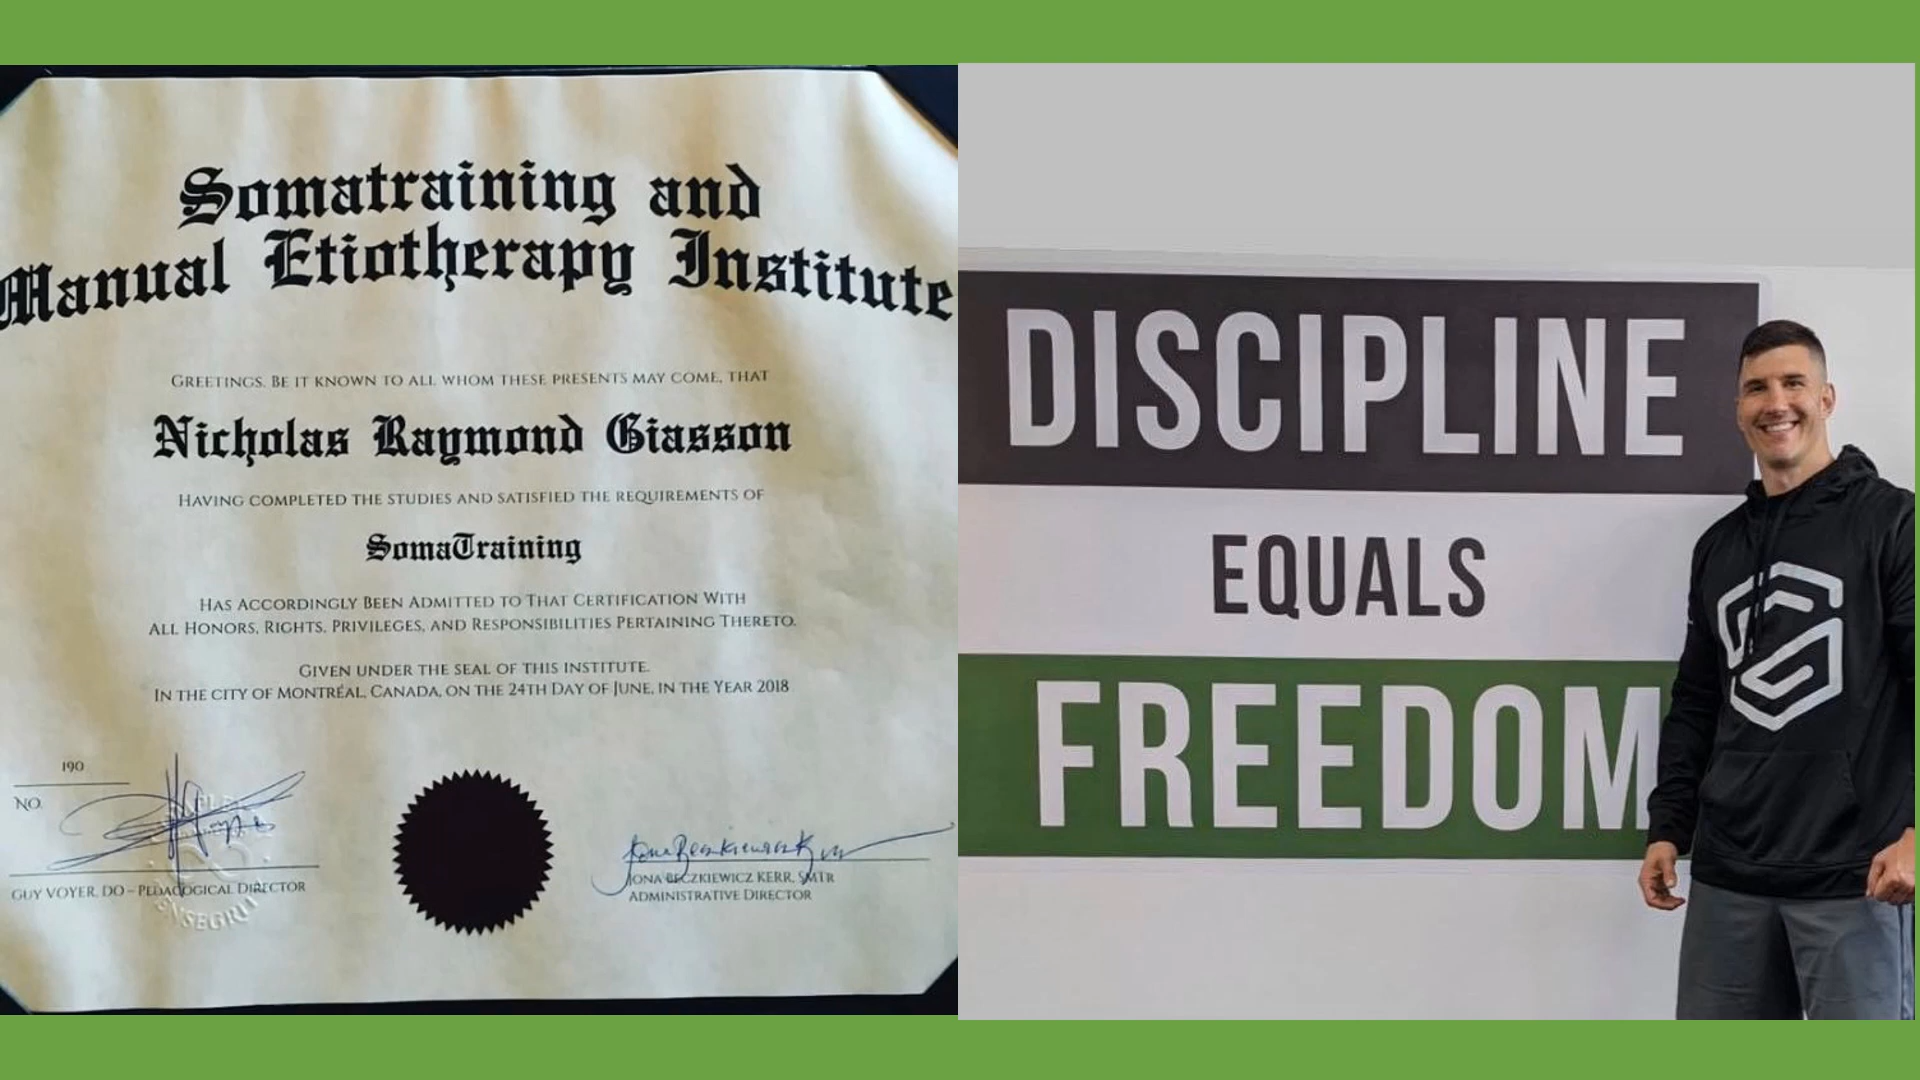 Somatraining and
Manual Etiotherapy Institute
GREETINGS. BE IT KNOWN TO ALL WHOM THESE PRESENTS MAY COME, THAT
Nicholas Raymond Giasson
HAVING COMPLETED THE STUDIES AND SATISFIED THE REQUIREMENTS OF
SomaTraining
HAS ACCORDINGLY BEEN ADMITTED TO THAT CERTIFICATION WITH
ALL HONORS, RIGHTS, PRIVILEGES, AND RESPONSIBILITIES PERTAINING THERETO.
GIVEN UNDER THE SEAL OF THIS INSTITUTE.
IN THE CITY OF MONTRÉAL, CANADA, ON THE 24TH DAY OF JUNE, IN THE YEAR 2018
190
NO.
GUY VOYER, DO – PEDAGOGICAL DIRECTOR
IONA BECZKIEWICZ KERR, SMTR
ADMINISTRATIVE DIRECTOR
DISCIPLINE
EQUALS
FREEDOM